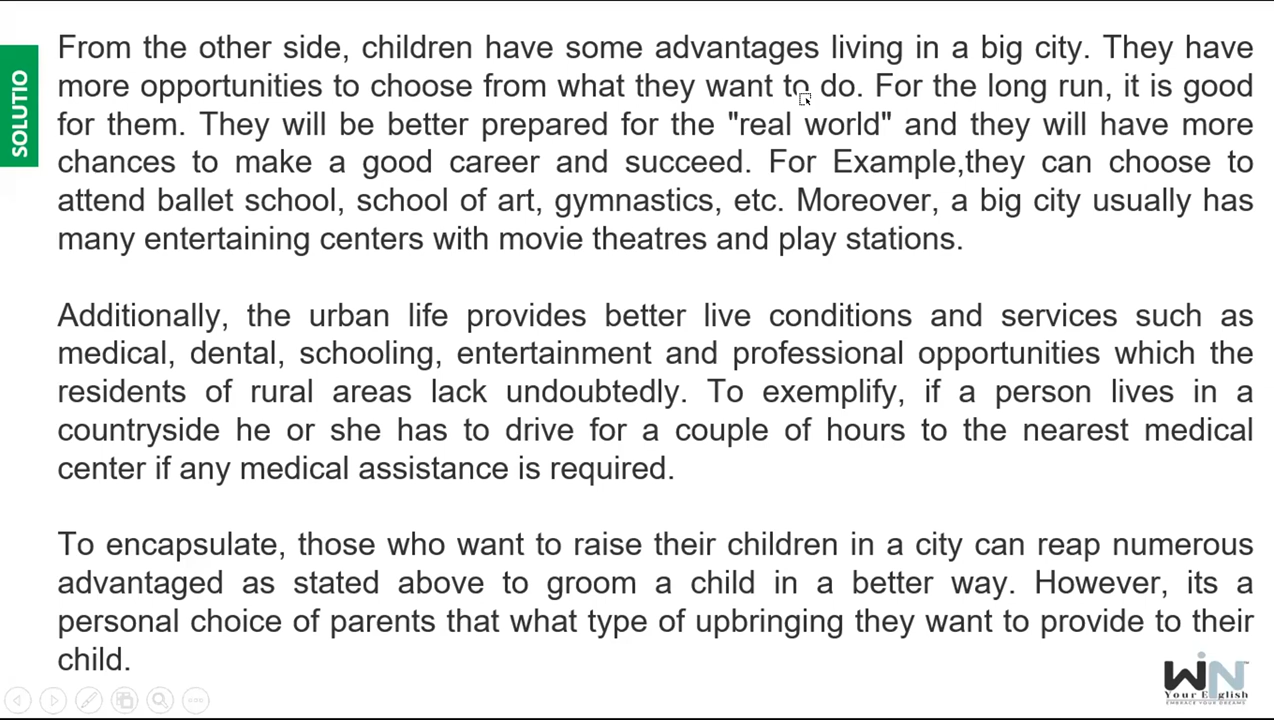 SOLUTIO
From the other side, children have some advantages living in a big city. They have
more opportunities to choose from what they want to do. For the long run, it is good
for them. They will be better prepared for the "real world" and they will have more
chances to make a good career and succeed. For Example,they can choose to
attend ballet school, school of art, gymnastics, etc. Moreover, a big city usually has
many entertaining centers with movie theatres and play stations.
Additionally, the urban life provides better live conditions and services such as
medical, dental, schooling, entertainment and professional opportunities which the
residents of rural areas lack undoubtedly. To exemplify, if a person lives in a
countryside he or she has to drive for a couple of hours to the nearest medical
center if any medical assistance is required.
To encapsulate, those who want to raise their children in a city can reap numerous
advantaged as stated above to groom a child in a better way. However, its a
personal choice of parents that what type of upbringing they want to provide to their
child.
WIN
Your English
EMBRACE YOUR DREAMS